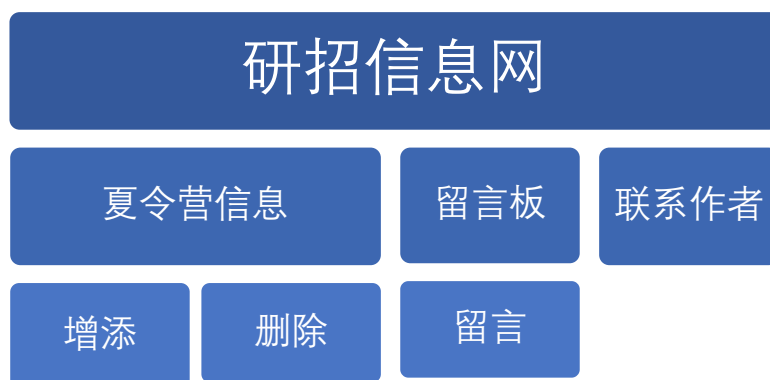 研招信息网
夏令营信息
留言板
联系作者
增添
删除
留言